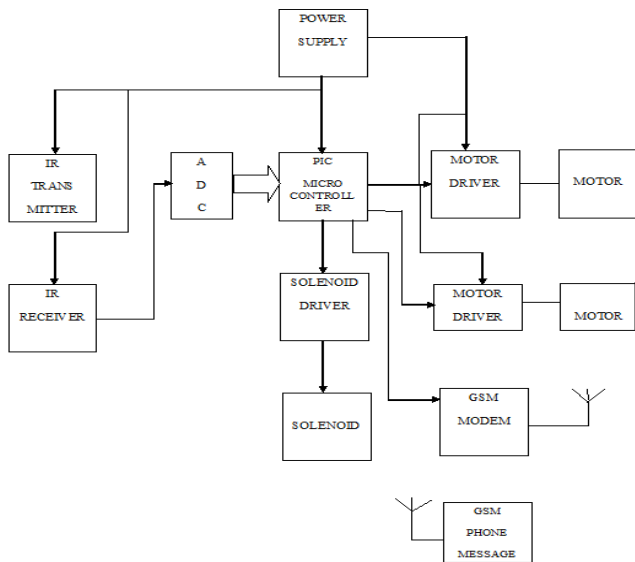 POWER
SUPPLY
IR
TRANS
MITTER
A
D
C
PIC
MICRO
CONTROLL
ER
MOTOR
DRIVER
MOTOR
IR
RECEIVER
SOLENOID
DRIVER
MOTOR
DRIVER
MOTOR
SOLENOID
GSM
MODEM
GSM
PHONE
MESSAGE